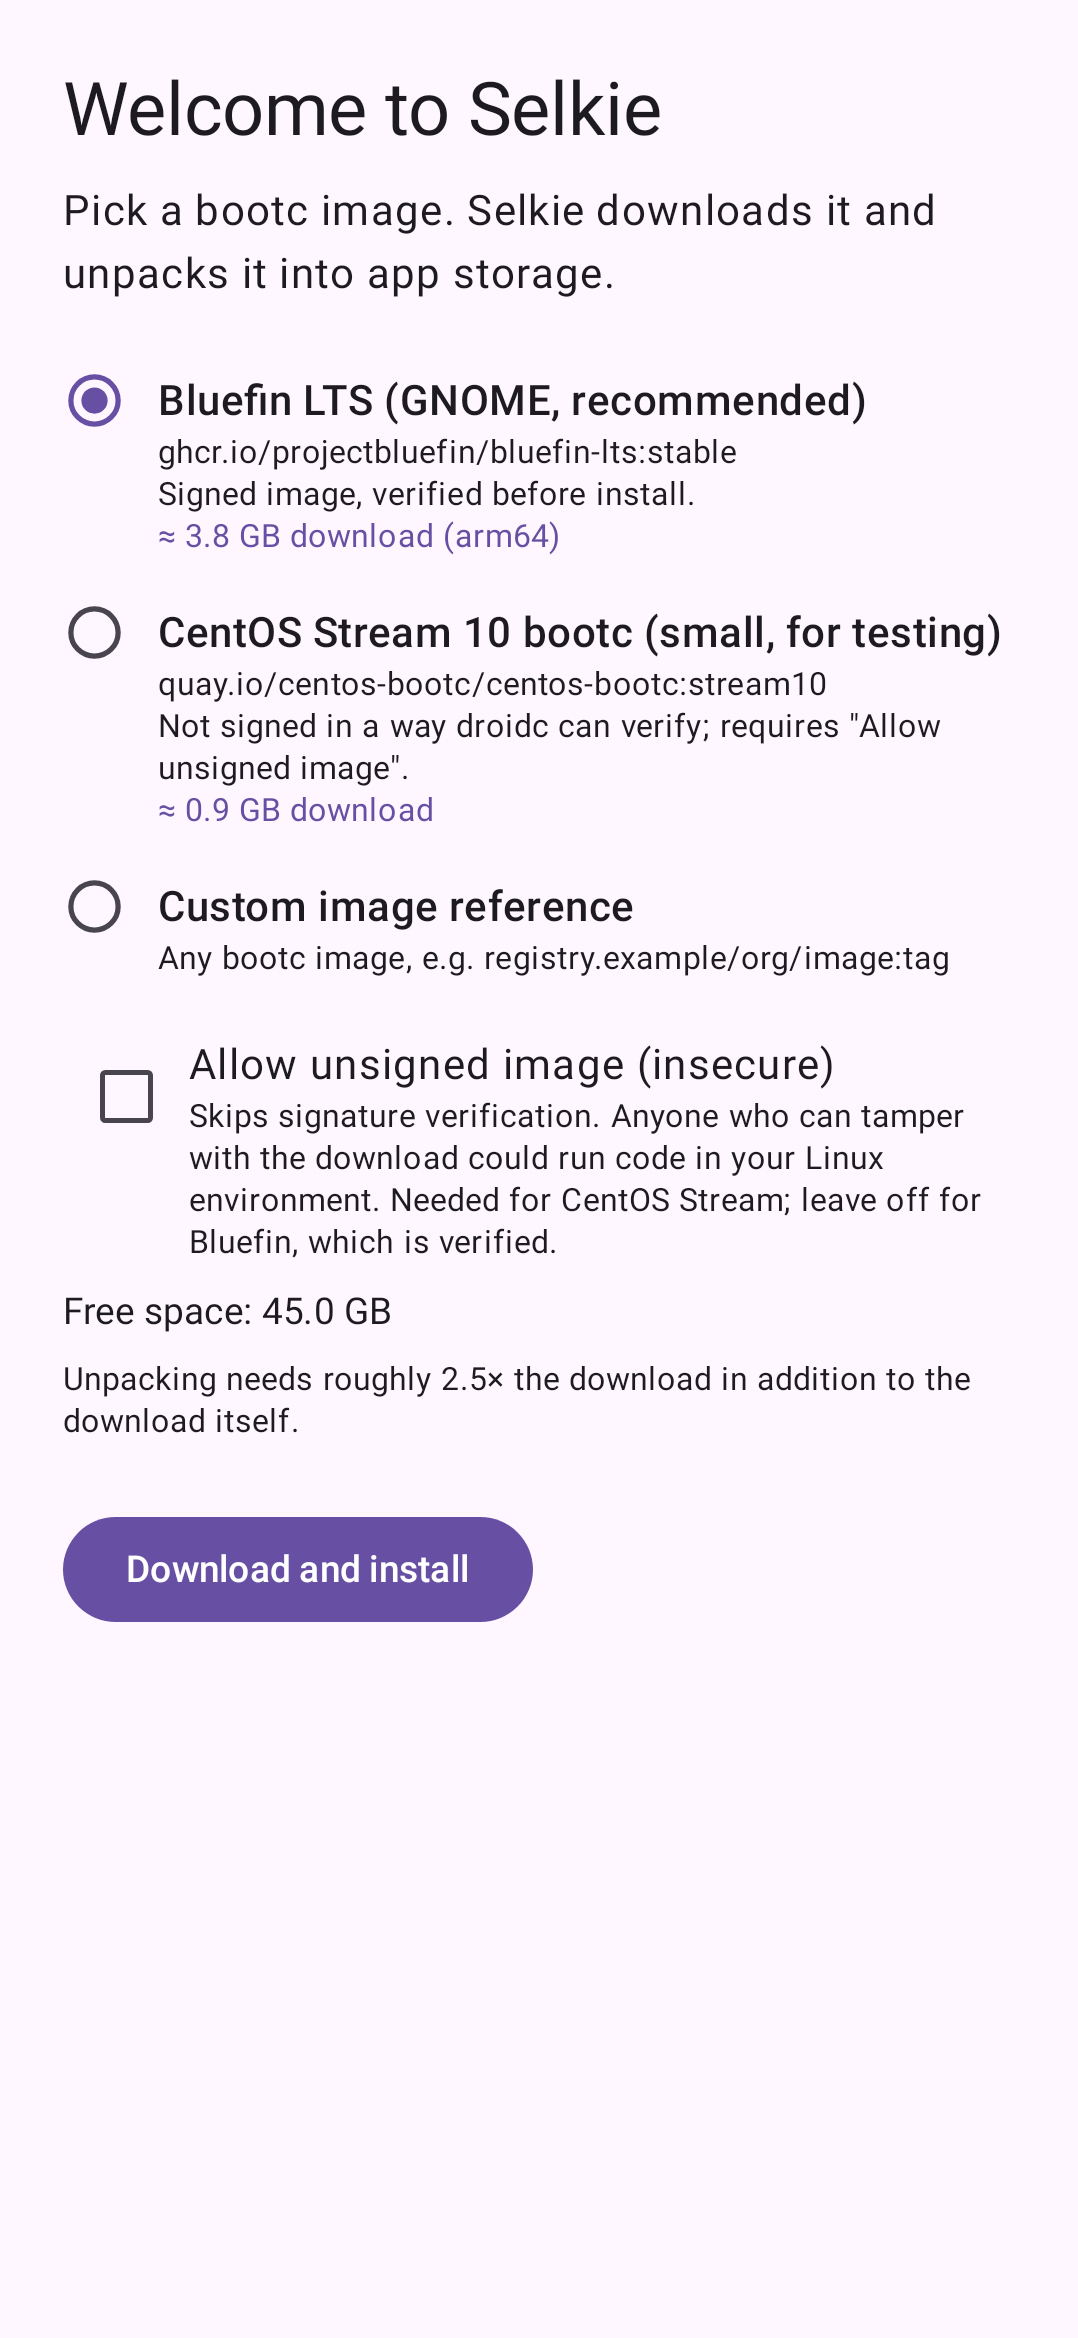 Welcome to Selkie
Pick a bootc image. Selkie downloads it and
unpacks it into app storage.
Bluefin LTS (GNOME, recommended)
ghcr.io/projectbluefin/bluefin-lts:stable
Signed image, verified before install.
≈ 3.8 GB download (arm64)
CentOS Stream 10 bootc (small, for testing)
quay.io/centos-bootc/centos-bootc:stream10
Not signed in a way droidc can verify; requires "Allow
unsigned image".
≈ 0.9 GB download
Custom image reference
Any bootc image, e.g. registry.example/org/image:tag
Allow unsigned image (insecure)
Skips signature verification. Anyone who can tamper
with the download could run code in your Linux
environment. Needed for CentOS Stream; leave off for
Bluefin, which is verified.
Free space: 45.0 GB
Unpacking needs roughly 2.5× the download in addition to the
download itself.
Download and install